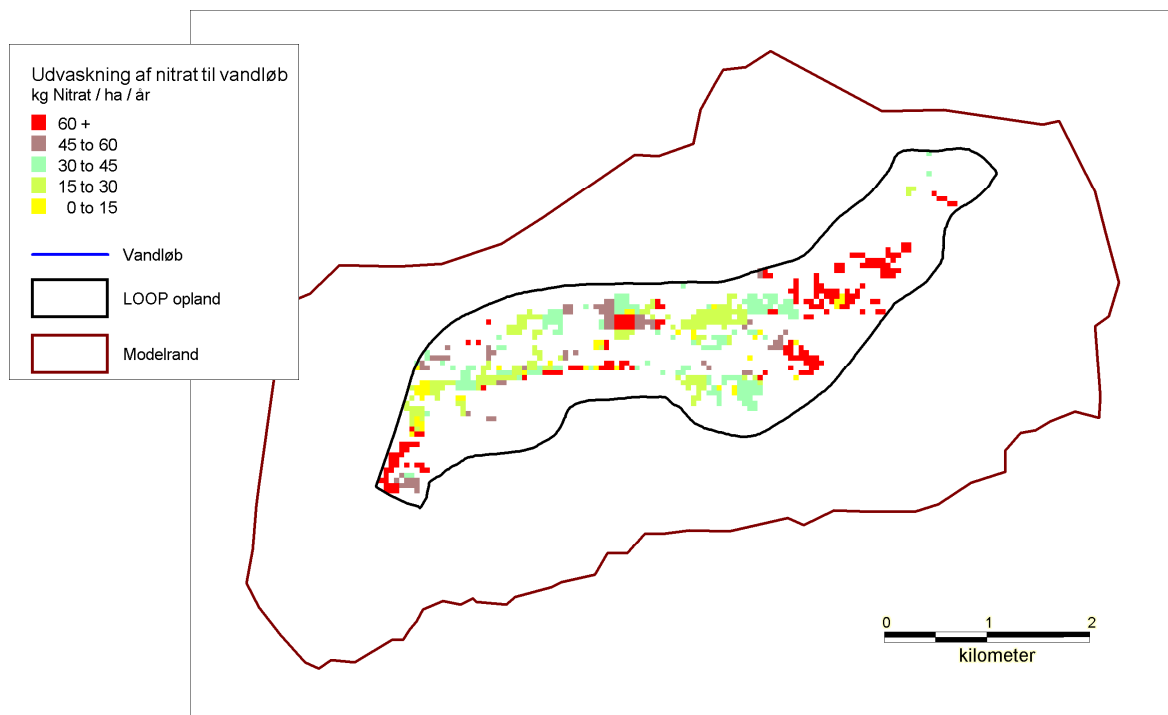 Udvaskning af nitrat til vandløb
kg Nitrat / ha / år
60 +
45 to 60
30 to 45
15 to 30
0 to 15
Vandløb
LOOP opland
Modelrand
0 1 2
kilometer